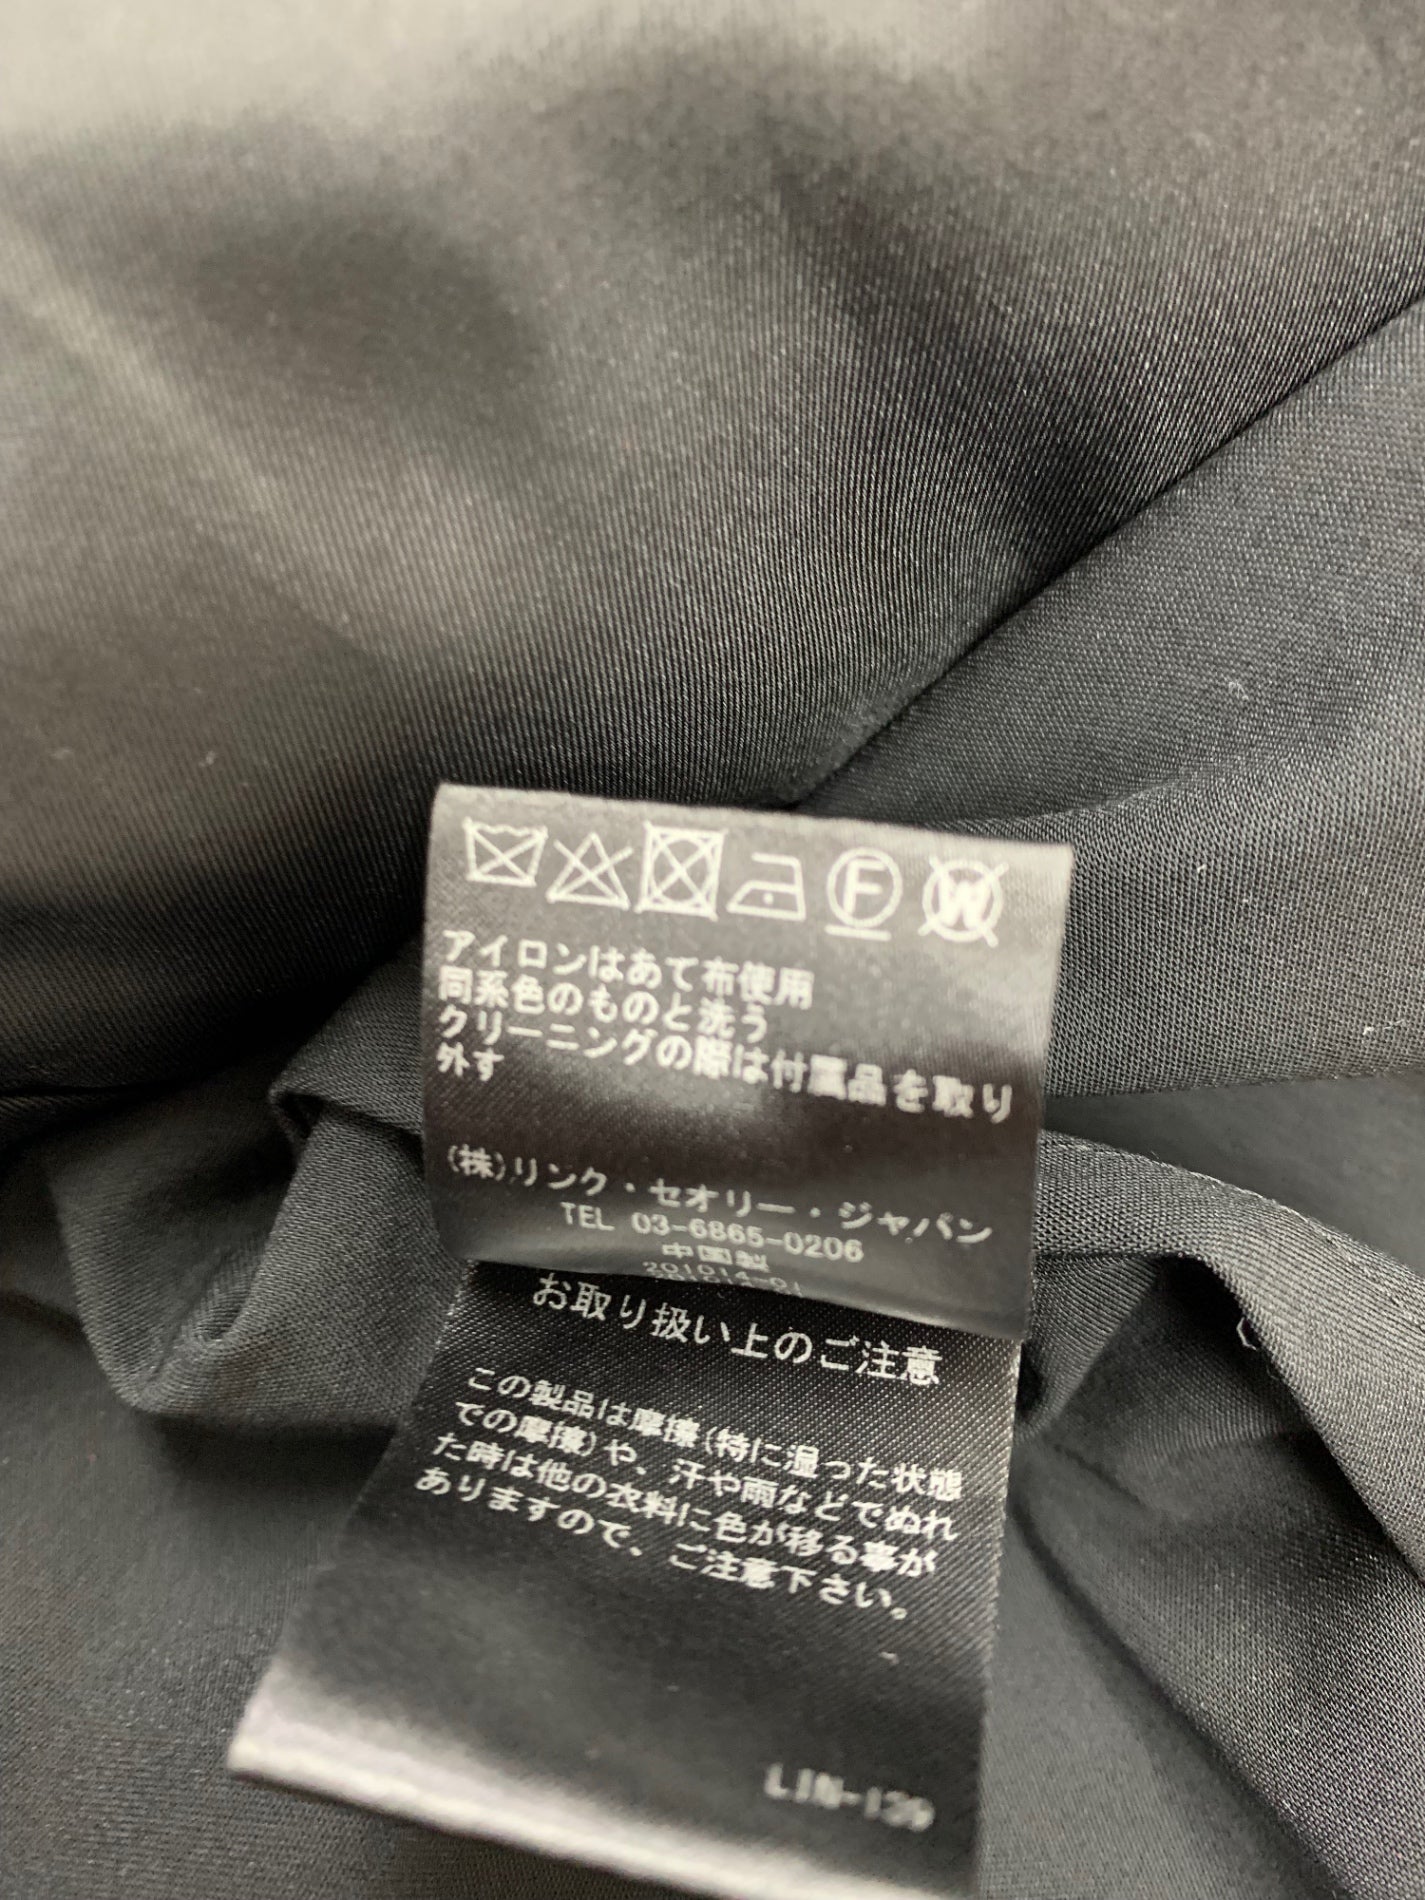 F W
アイロンはあて布使用
同系色のものと洗う
クリーニングの際は付属品を取り
外す
(株)リンク・セオリー・ジャパン
TEL 03-6865-0206
中国製
201014-01
お取り扱い上のご注意
この製品は摩擦(特に湿った状態
での摩擦)や、汗や雨などでぬれ
た時は他の衣料に色が移る事が
ありますので、ご注意下さい。
LIN-139